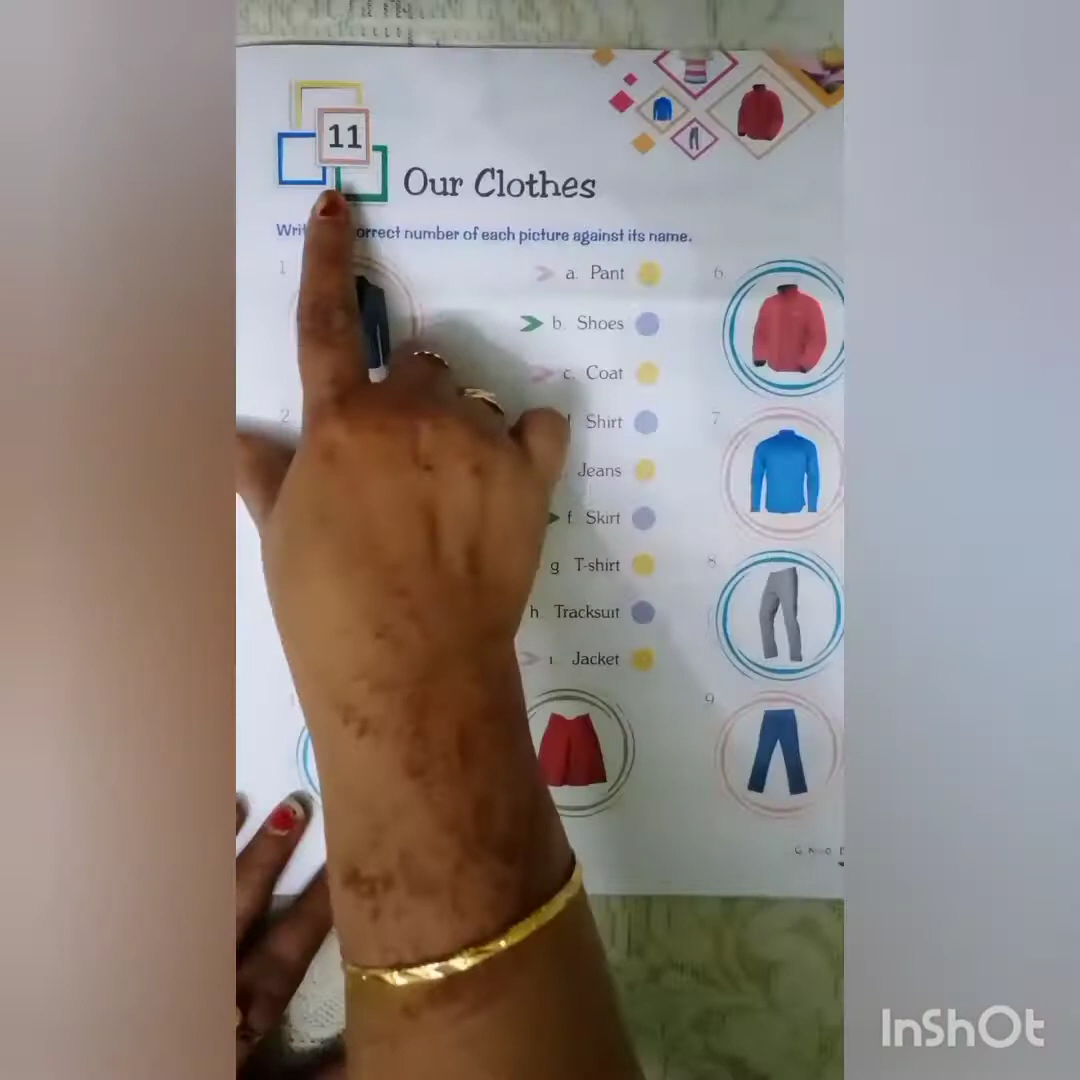 11
Our Clothes
orrect number of each picture against its name.
1
a. Pant
6
b. Shoes
c. Coat
2
Shirt
7
Jeans
f. Skirt
g T-shirt
8
h. Tracksuit
i. Jacket
9
InShOt